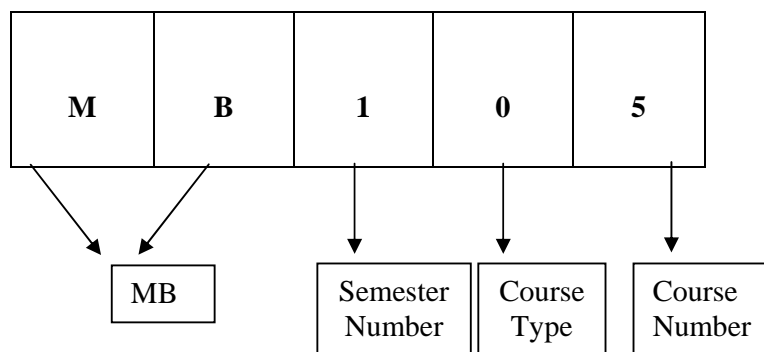 M B 1 0 5
MB
Semester Number
Course Type
Course Number